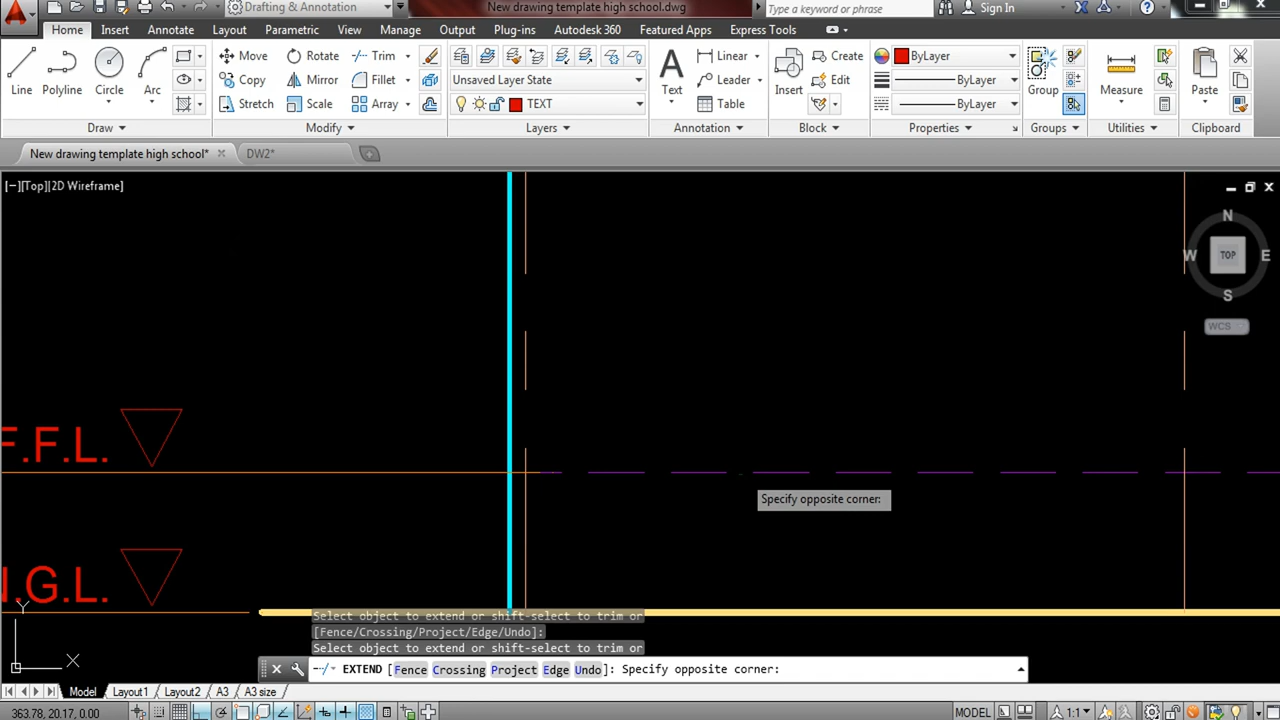 Drafting & Annotation
New drawing template high school.dwg
Type a keyword or phrase
Sign In
Home Insert Annotate Layout Parametric View Manage Output Plug-ins Autodesk 360 Featured Apps Express Tools
Line Polyline Circle Arc
Move Rotate Trim
Copy Mirror Fillet
Stretch Scale Array
Unsaved Layer State
TEXT
Text
Linear
Leader
Table
Insert
Create
Edit
ByLayer
ByLayer
ByLayer
Group
Measure
Paste
Draw Modify Layers Annotation Block Properties Groups Utilities Clipboard
New drawing template high school* DW2*
[−][Top][2D Wireframe]
N
W TOP E
S
WCS
F.F.L.
Specify opposite corner:
N.G.L.
Y
X
Select object to extend or shift-select to trim or
[Fence/Crossing/Project/Edge/Undo]:
Select object to extend or shift-select to trim or
EXTEND [Fence Crossing Project Edge Undo]: Specify opposite corner:
Model Layout1 Layout2 A3 A3 size
363.78, 20.17, 0.00
MODEL 1:1